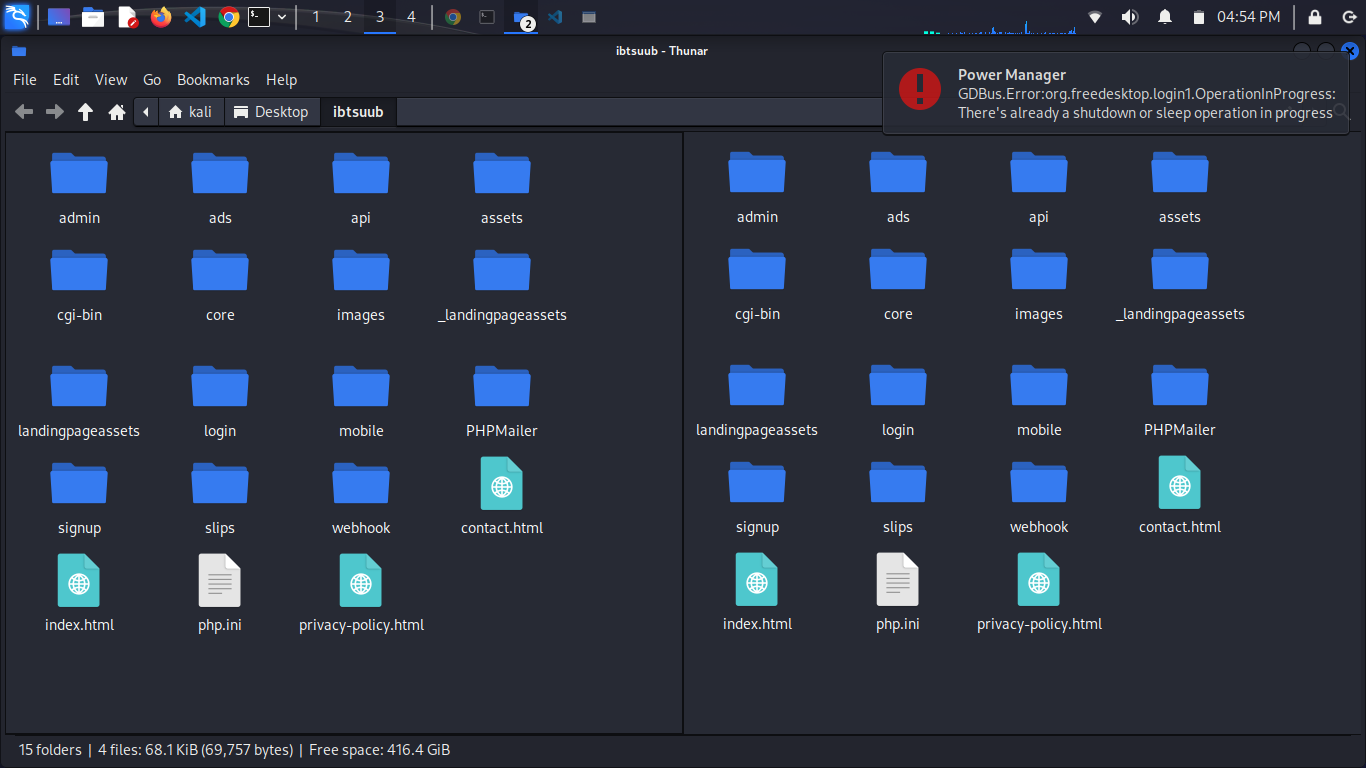 1 2 3 4 2 04:54 PM
ibtsuub - Thunar
File Edit View Go Bookmarks Help
kali Desktop ibtsuub
Power Manager
GDBus.Error:org.freedesktop.login1.OperationInProgress:
There's already a shutdown or sleep operation in progress
admin ads api assets
cgi-bin core images _landingpageassets
landingpageassets login mobile PHPMailer
signup slips webhook contact.html
index.html php.ini privacy-policy.html
admin ads api assets
cgi-bin core images _landingpageassets
landingpageassets login mobile PHPMailer
signup slips webhook contact.html
index.html php.ini privacy-policy.html
15 folders | 4 files: 68.1 KiB (69,757 bytes) | Free space: 416.4 GiB